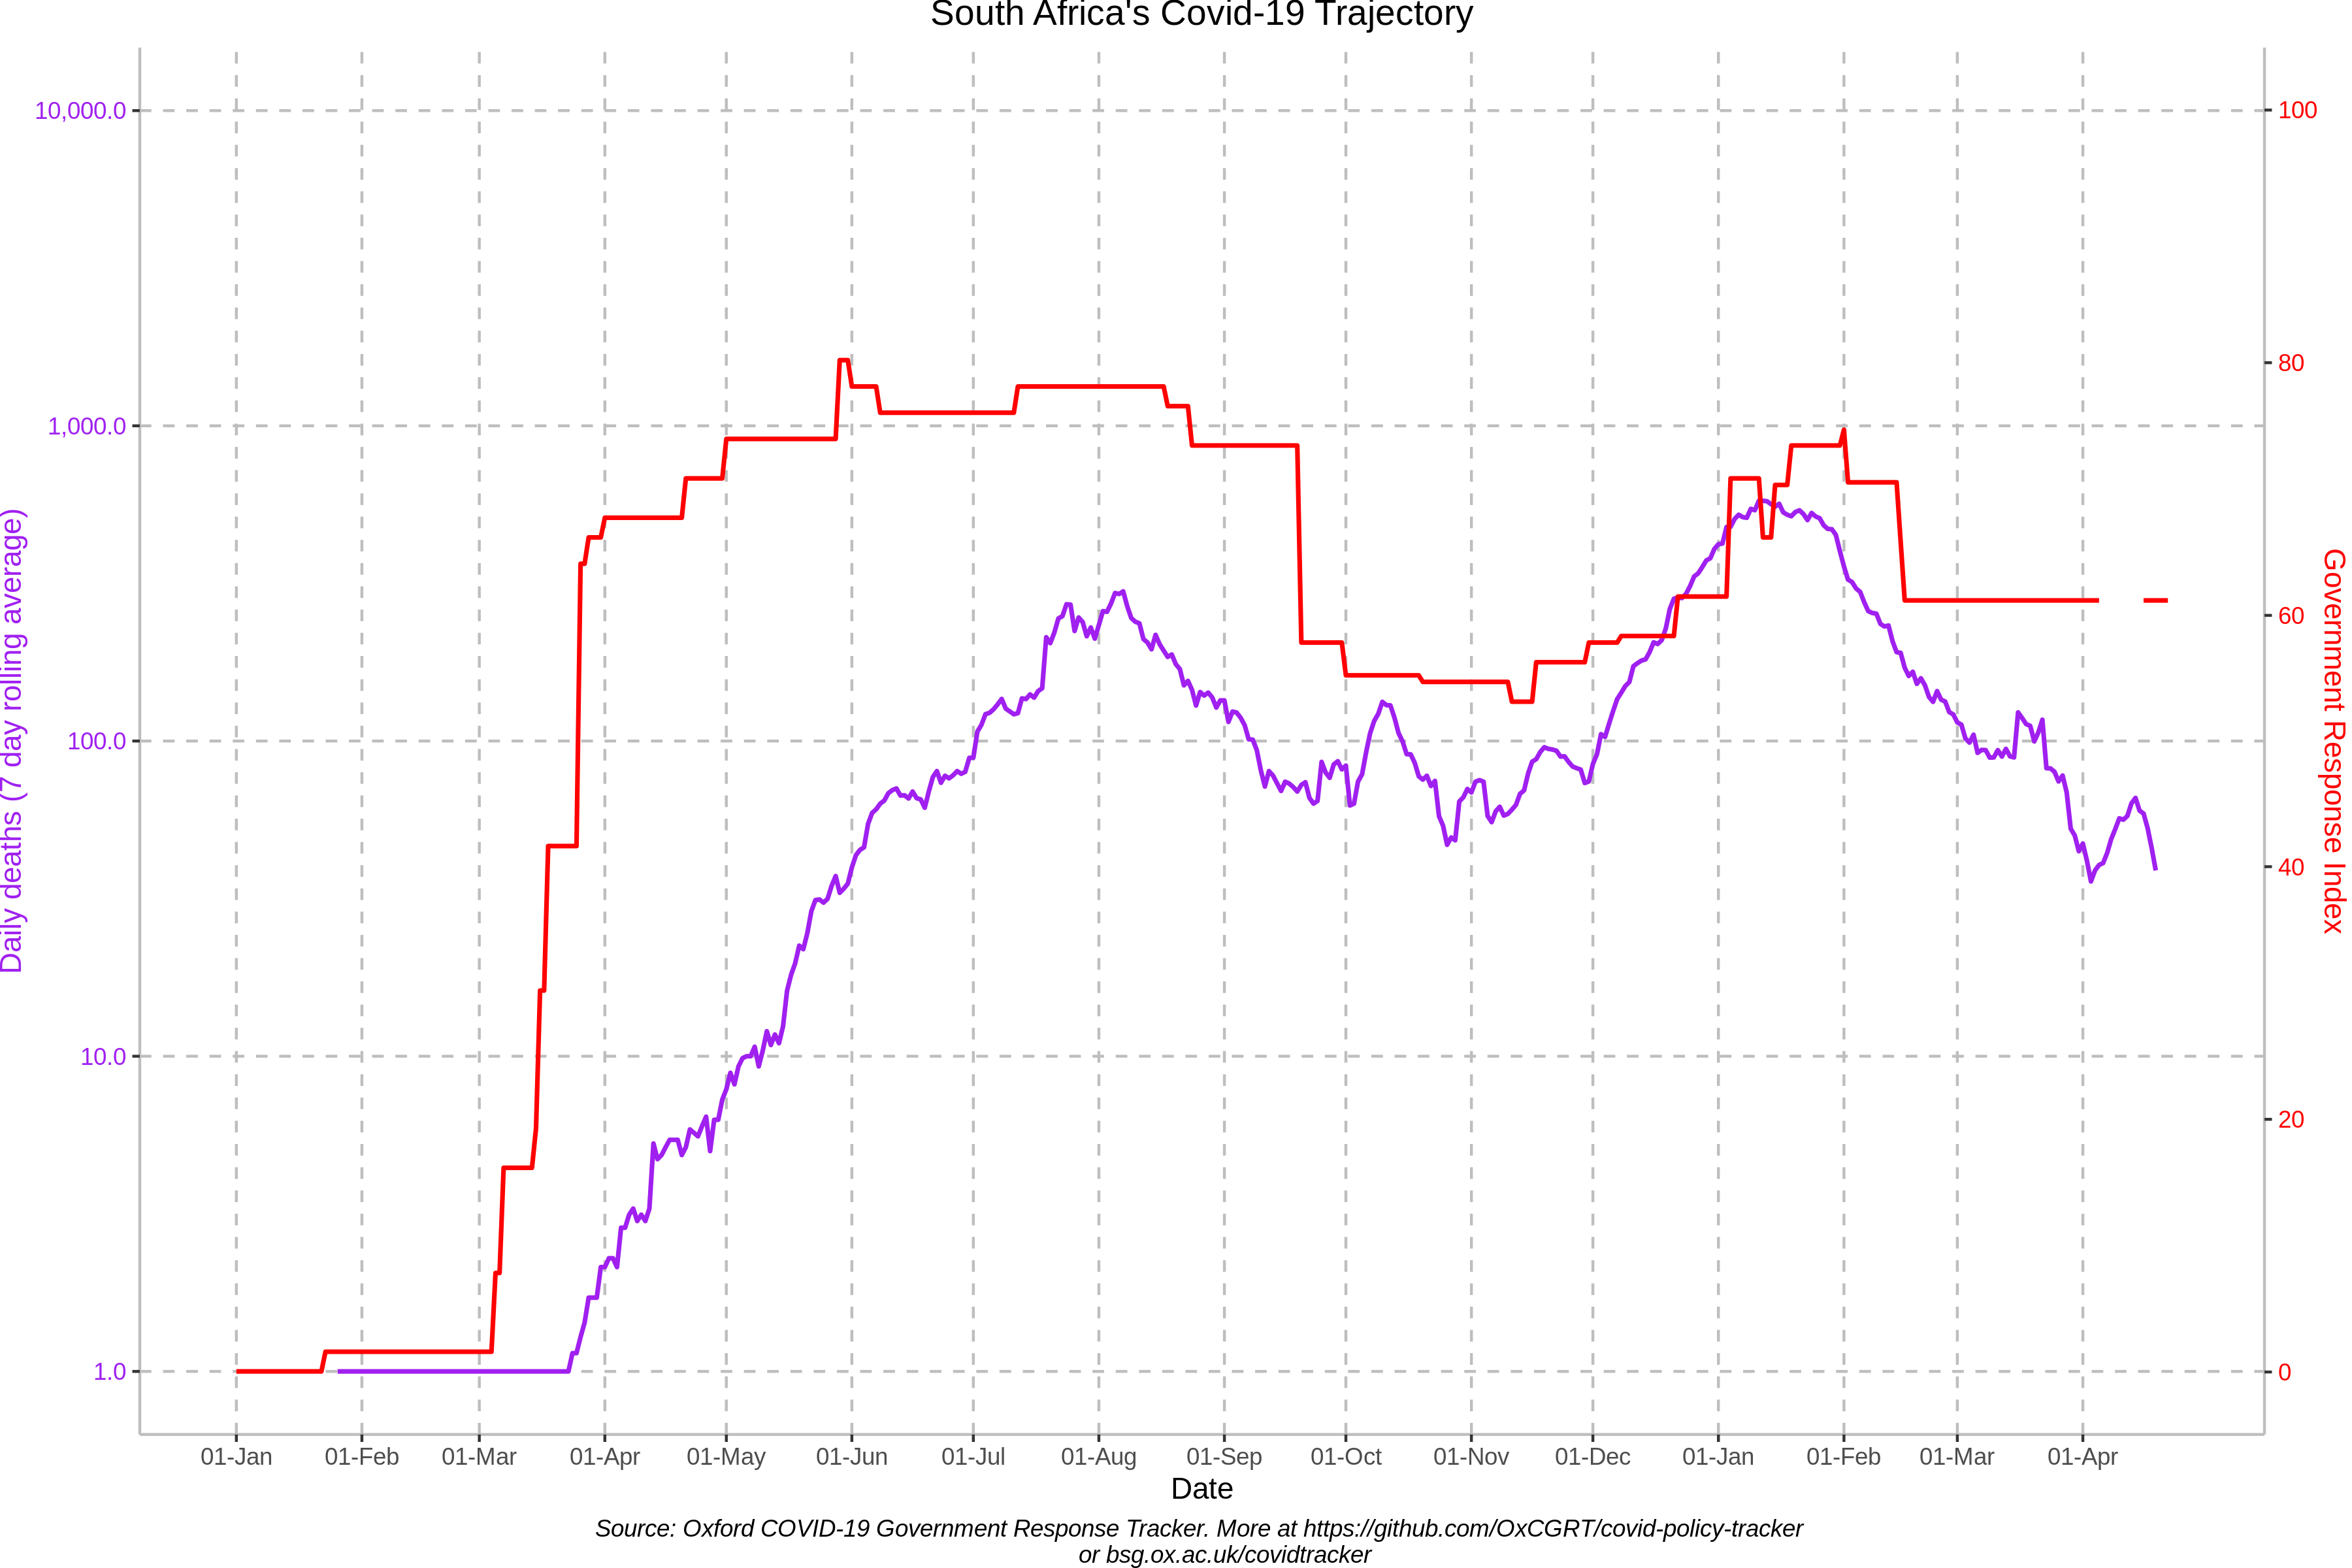 South Africa's Covid-19 Trajectory
10,000.0
1,000.0
100.0
10.0
1.0
Daily deaths (7 day rolling average)
100
80
60
40
20
0
Government Response Index
01-Jan 01-Feb 01-Mar 01-Apr 01-May 01-Jun 01-Jul 01-Aug 01-Sep 01-Oct 01-Nov 01-Dec 01-Jan 01-Feb 01-Mar 01-Apr
Date
Source: Oxford COVID-19 Government Response Tracker. More at https://github.com/OxCGRT/covid-policy-tracker
or bsg.ox.ac.uk/covidtracker